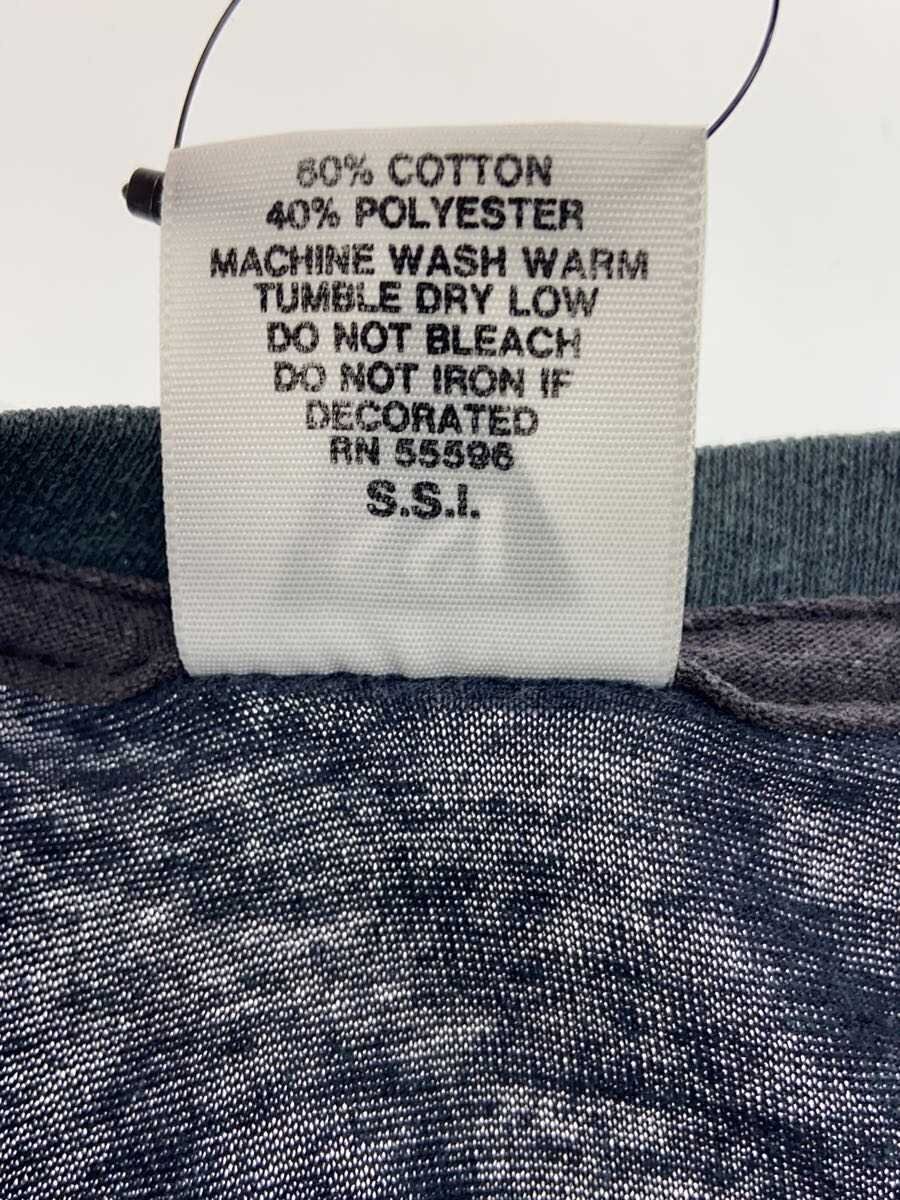 60% COTTON
40% POLYESTER
MACHINE WASH WARM
TUMBLE DRY LOW
DO NOT BLEACH
DO NOT IRON IF
DECORATED
RN 55596
S.S.I.